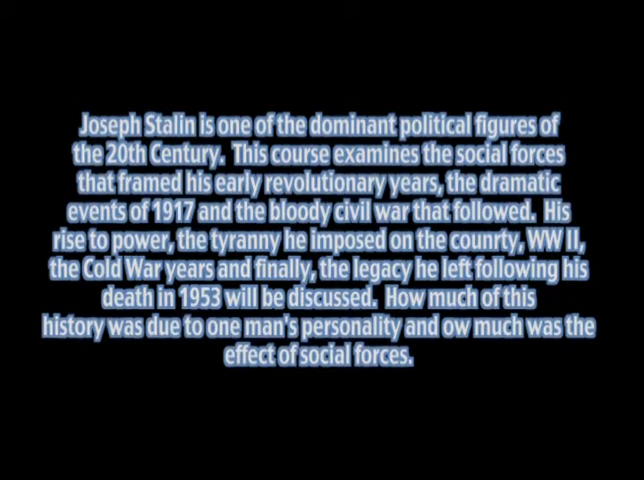 Joseph Stalin is one of the dominant political figures of
the 20th Century.  This course examines the social forces
that framed his early revolutionary years, the dramatic
events of 1917 and the bloody civil war that followed.  His
rise to power, the tyranny he imposed on the counrty, WW II,
the Cold War years and finally, the legacy he left following his
death in 1953 will be discussed.  How much of this
history was due to one man's personality and ow much was the
effect of social forces.